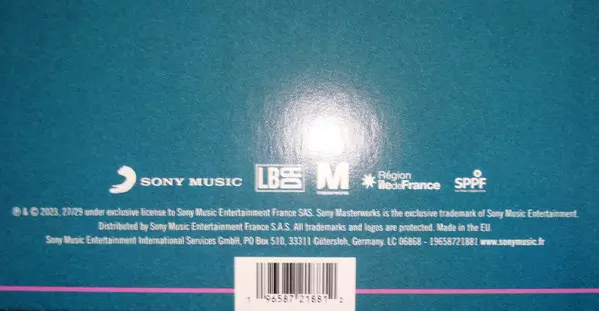 SONY MUSIC LBDA M Région îledeFrance SPPF
℗ & © 2023, 27/29 under exclusive license to Sony Music Entertainment France SAS. Sony Masterworks is the exclusive trademark of Sony Music Entertainment.
Distributed by Sony Music Entertainment France S.A.S. All trademarks and logos are protected. Made in the EU.
Sony Music Entertainment International Services GmbH, PO Box 510, 33311 Gütersloh, Germany. LC 06868 - 19658721881 www.sonymusic.fr
1 96587 21881 2